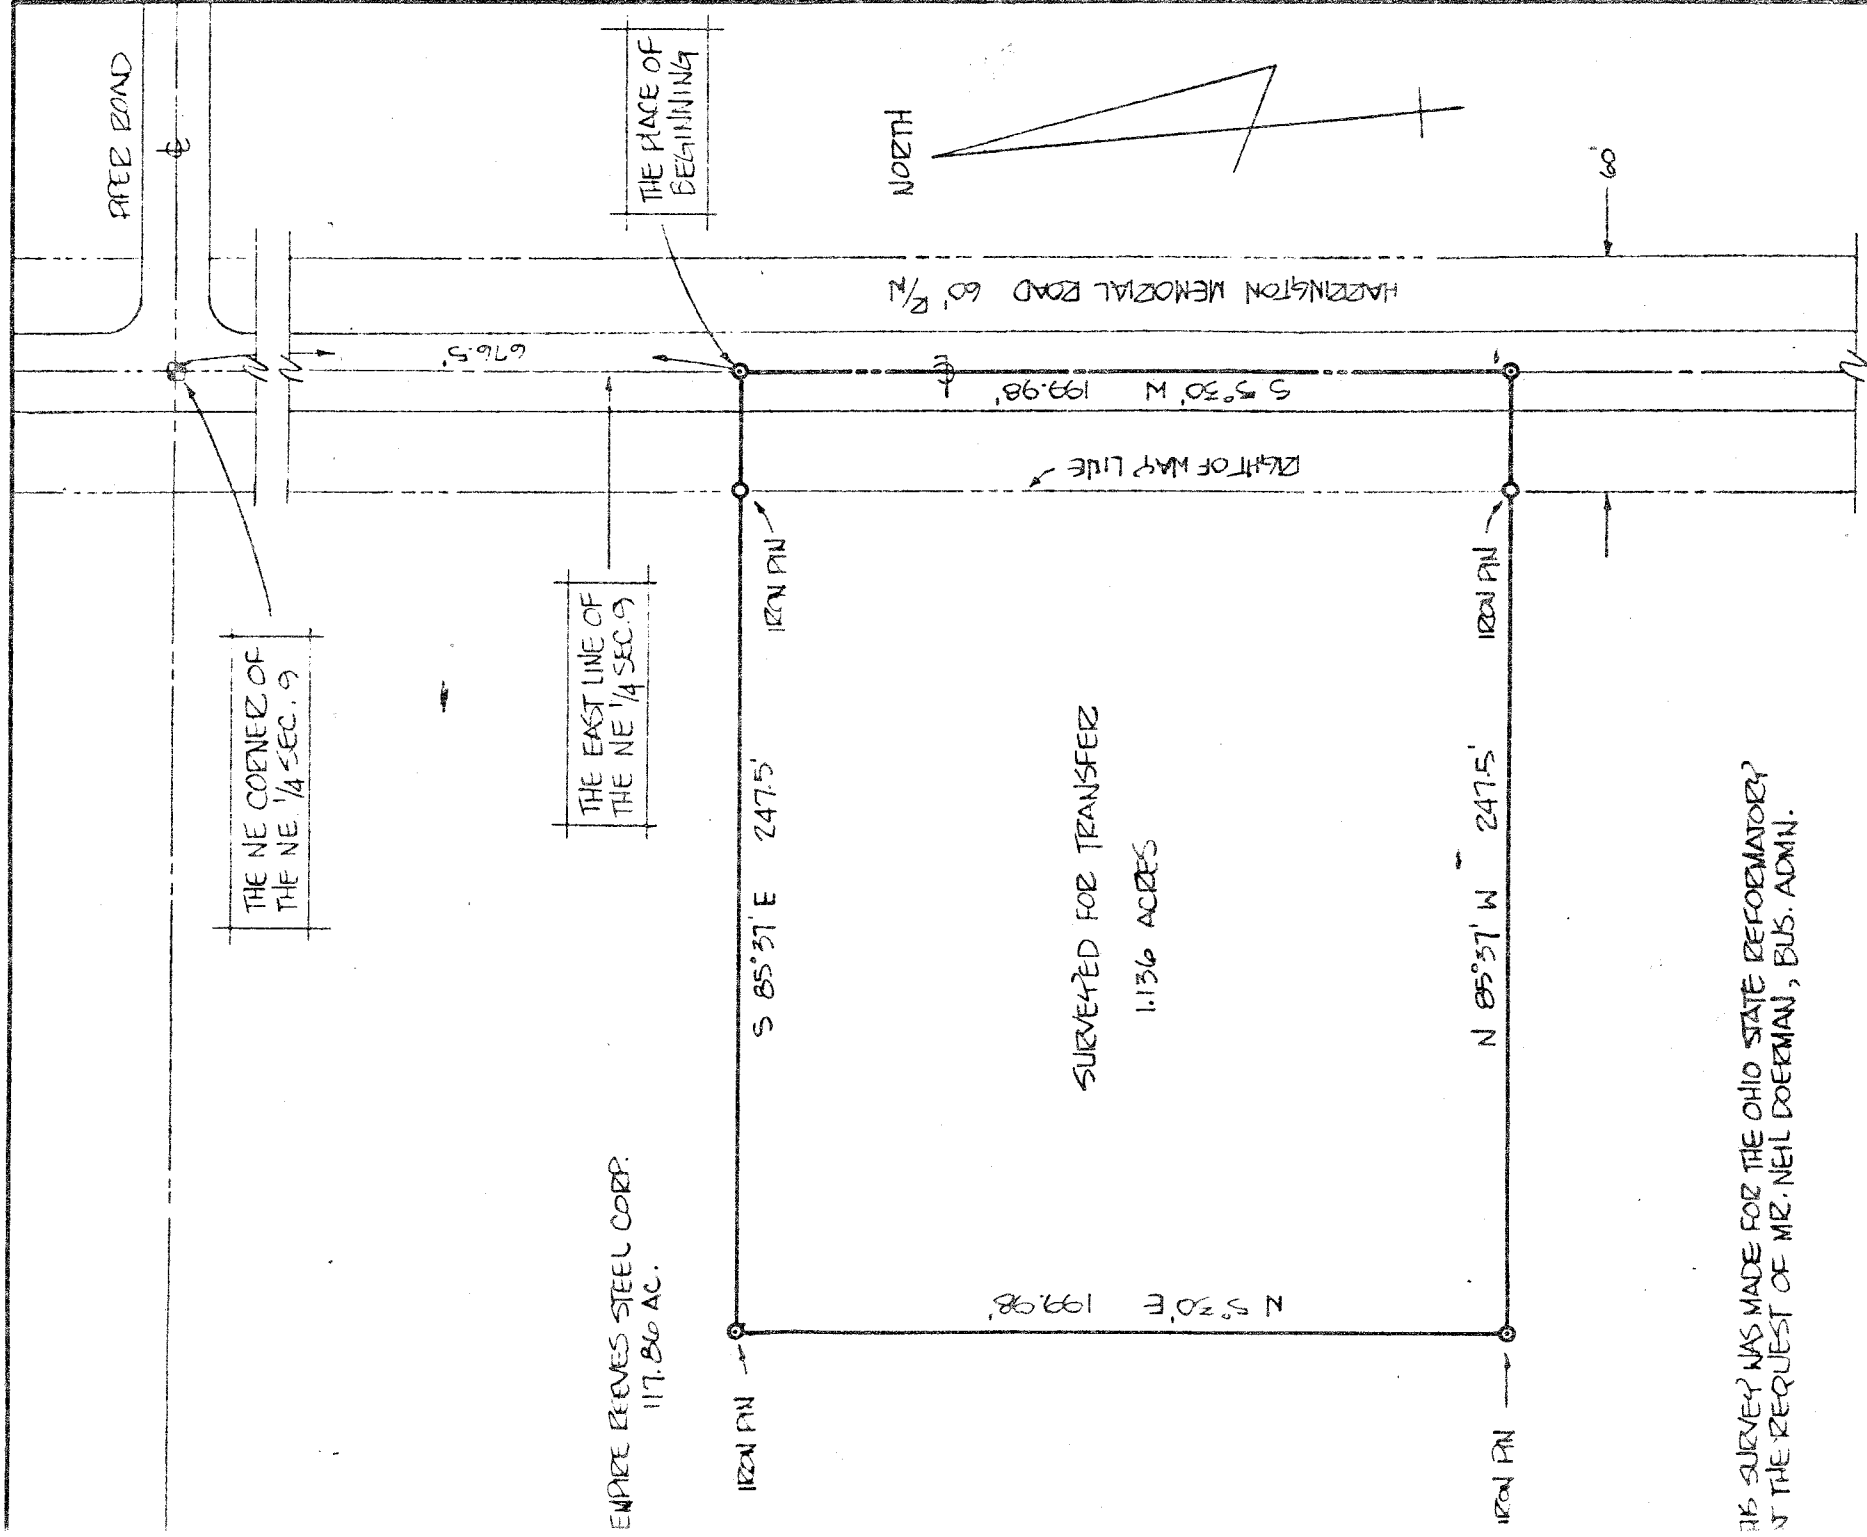 PIPER ROAD
THE PLACE OF
BEGINNING
NORTH
60'
HARRINGTON MEMORIAL ROAD 60' R/W
676.5'
S 5°30' W 199.98'
RIGHT OF WAY LINE
IRON PIN
IRON PIN
THE NE CORNER OF
THE NE 1/4 SEC. 9
THE EAST LINE OF
THE NE 1/4 SEC. 9
S 85°37' E 247.5'
SURVEYED FOR TRANSFER
1.136 ACRES
N 85°37' W 247.5'
EMPIRE REEVES STEEL CORP.
117.86 AC.
N 5°30' E 199.98'
IRON PIN
IRON PIN
SURVEY WAS MADE FOR THE OHIO STATE REFORMATORY
THE REQUEST OF MR. NEIL DOERMAN, BUS. ADMN.